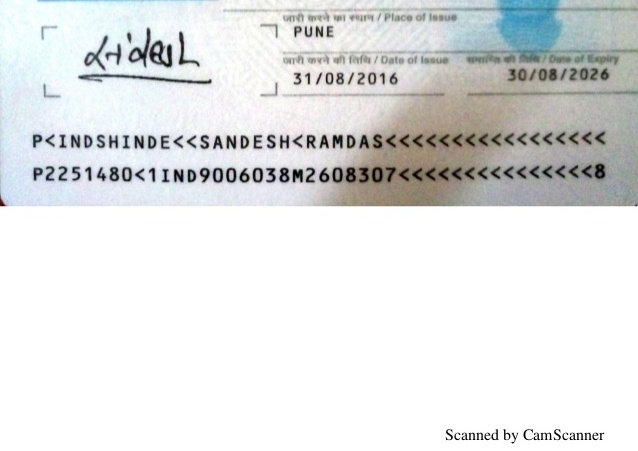 जारी करने का स्थान / Place of Issue
PUNE
जारी करने की तिथि / Date of Issue समाप्ति की तिथि / Date of Expiry
31/08/2016 30/08/2026
P<INDSHINDE<<SANDESH<RAMDAS<<<<<<<<<<<<<<<<<
P2251480<1IND9006038M2608307<<<<<<<<<<<<<<<8
Scanned by CamScanner